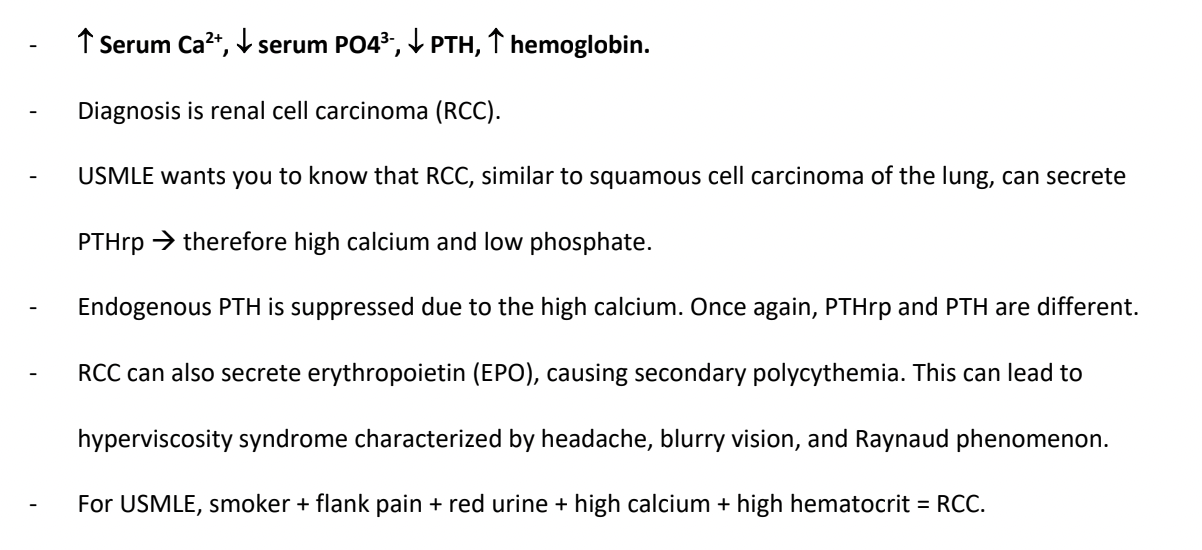 - ↑ Serum Ca²⁺, ↓ serum PO4³⁻, ↓ PTH, ↑ hemoglobin.
- Diagnosis is renal cell carcinoma (RCC).
- USMLE wants you to know that RCC, similar to squamous cell carcinoma of the lung, can secrete
PTHrp → therefore high calcium and low phosphate.
- Endogenous PTH is suppressed due to the high calcium. Once again, PTHrp and PTH are different.
- RCC can also secrete erythropoietin (EPO), causing secondary polycythemia. This can lead to
hyperviscosity syndrome characterized by headache, blurry vision, and Raynaud phenomenon.
- For USMLE, smoker + flank pain + red urine + high calcium + high hematocrit = RCC.